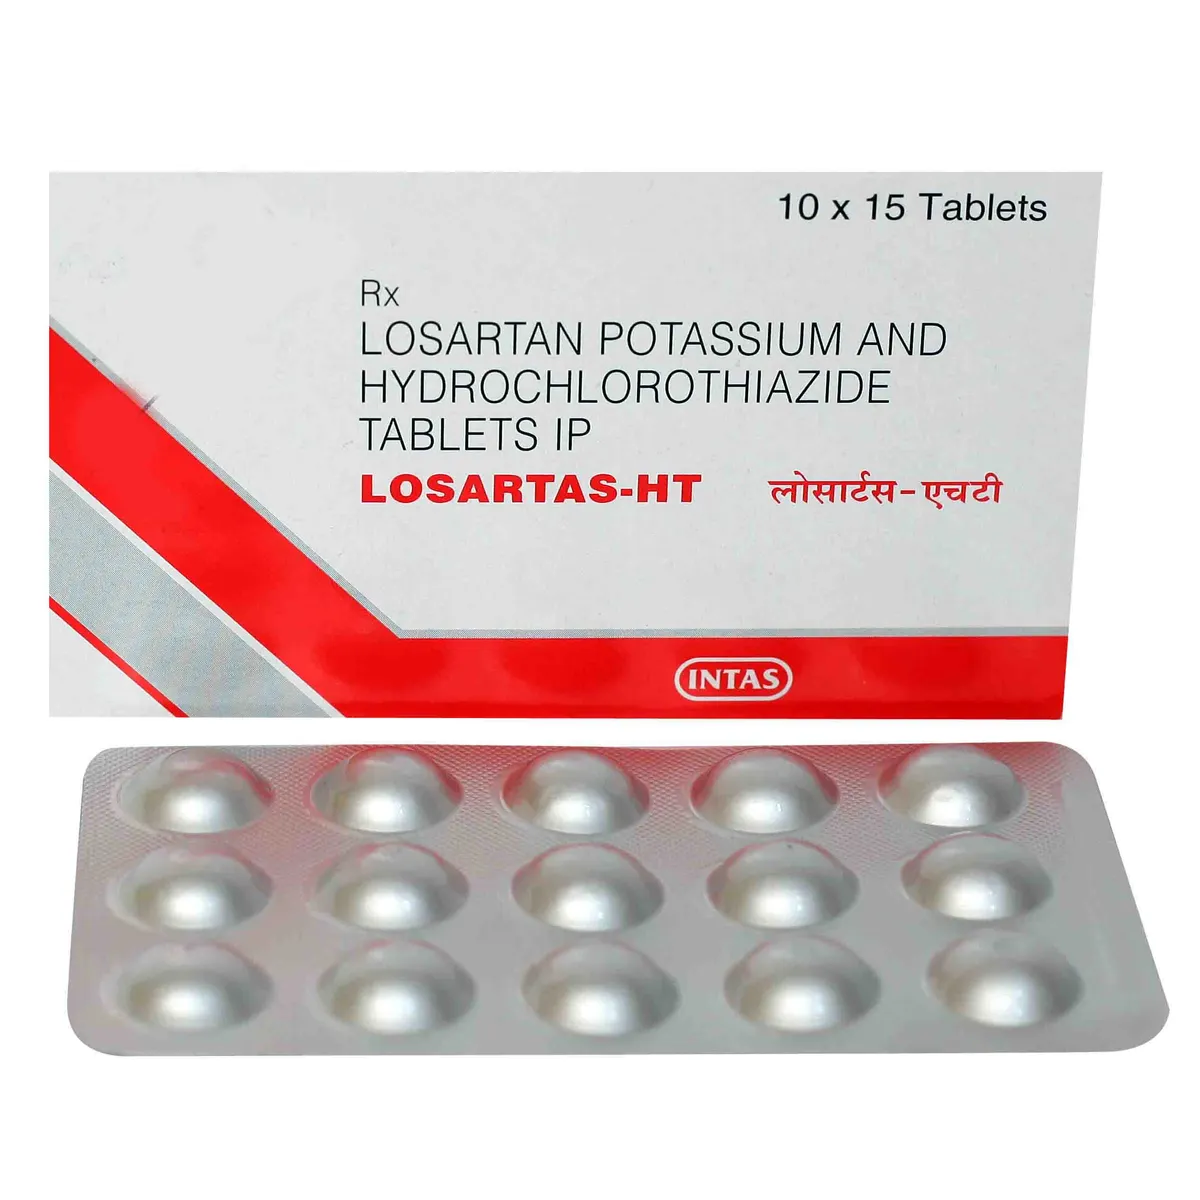 10 x 15 Tablets
Rx
LOSARTAN POTASSIUM AND
HYDROCHLOROTHIAZIDE
TABLETS IP
LOSARTAS-HT लोसार्टस-एचटी
INTAS